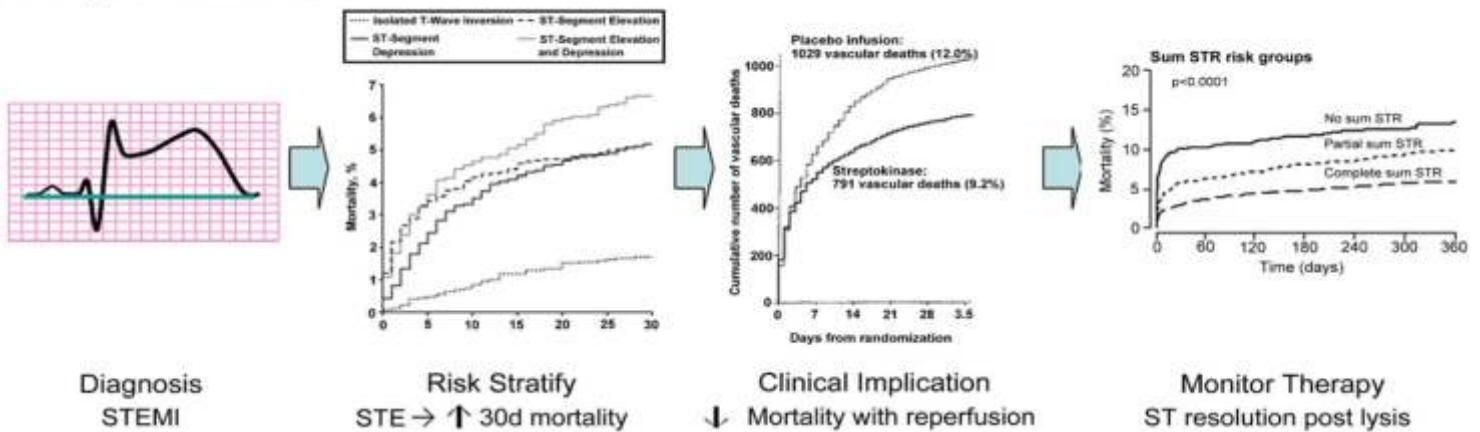 Isolated T-Wave Inversion
ST-Segment Elevation
ST-Segment
Depression
ST-Segment Elevation
and Depression
Mortality, %
7
6
5
4
3
2
1
0
0 5 10 15 20 25 30
Placebo infusion:
1029 vascular deaths (12.0%)
Streptokinase:
791 vascular deaths (9.2%)
Cumulative number of vascular deaths
1000
800
600
400
200
0
0 7 14 21 28 3.5
Days from randomization
Sum STR risk groups
p<0.0001
No sum STR
Partial sum STR
Complete sum STR
Mortality (%)
20
15
10
5
0
0 60 120 180 240 300 360
Time (days)
Diagnosis
STEMI
Risk Stratify
STE → ↑ 30d mortality
Clinical Implication
↓ Mortality with reperfusion
Monitor Therapy
ST resolution post lysis